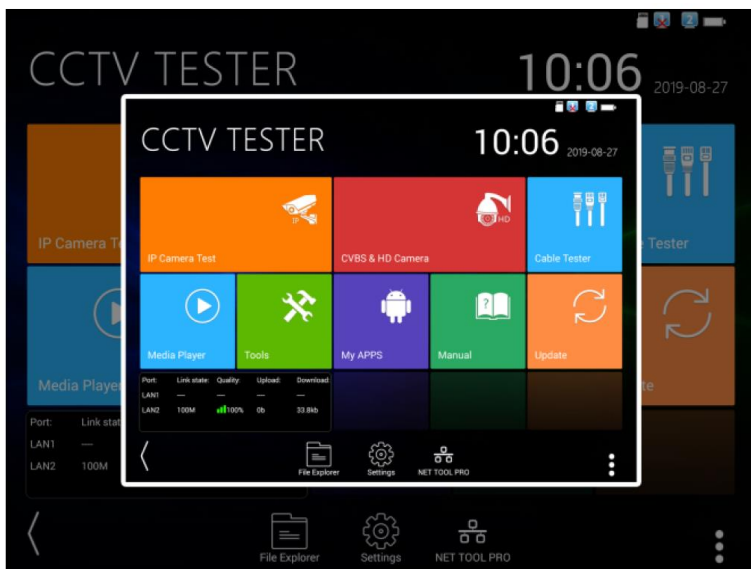 CCTV TESTER
10:06 2019-08-27
IP Camera Te
e Tester
Media Player
te
Port: Link stat
LAN1 —
LAN2 100M
File Explorer Settings NET TOOL PRO
CCTV TESTER
10:06 2019-08-27
IP
HD
IP Camera Test
CVBS & HD Camera
Cable Tester
Media Player
Tools
My APPS
Manual
Update
Port: Link state: Quality: Upload: Download:
LAN1 — — — —
LAN2 100M 100% 0b 33.8kb
File Explorer Settings NET TOOL PRO